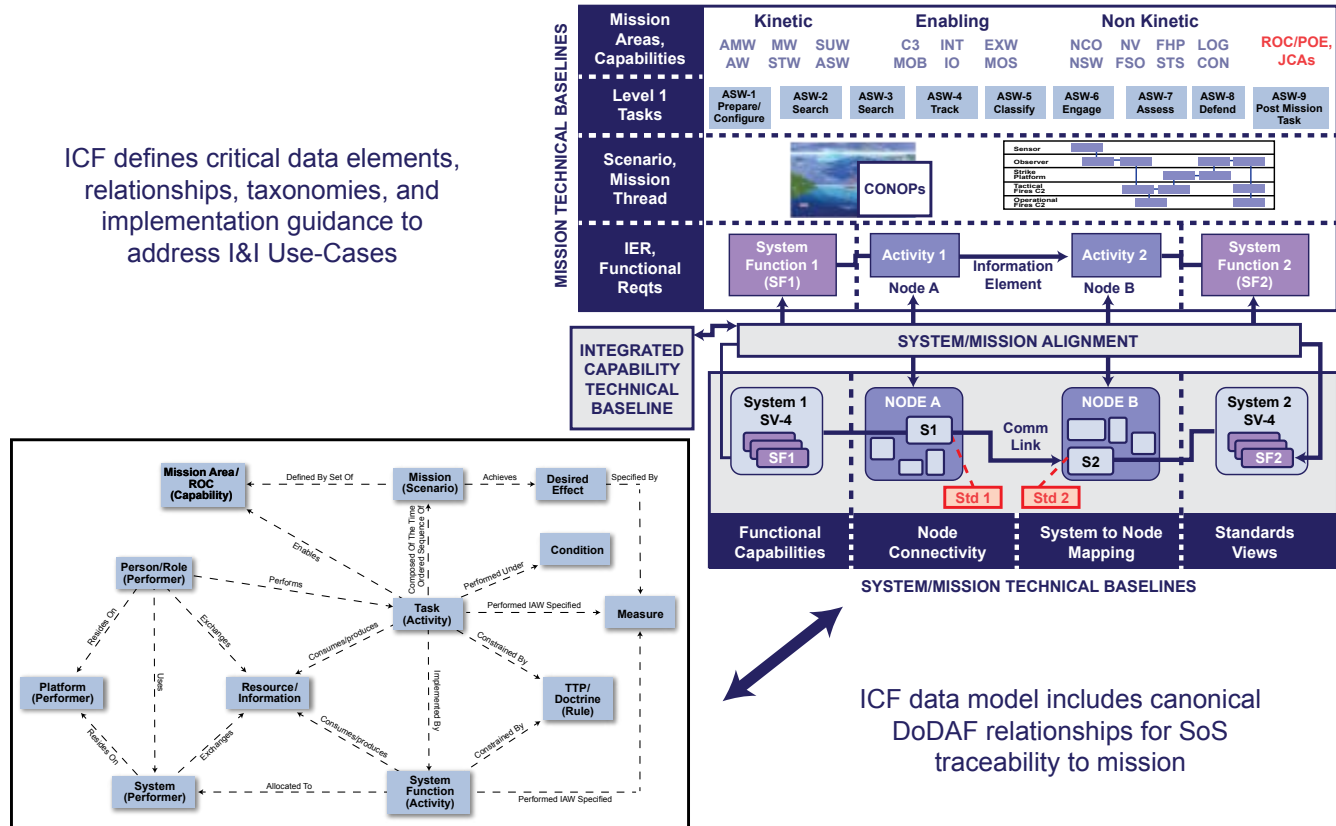 ICF defines critical data elements,
relationships, taxonomies, and
implementation guidance to
address I&I Use-Cases
MISSION TECHNICAL BASELINES
Mission
Areas,
Capabilities
Kinetic
Enabling
Non Kinetic
AMW MW SUW
AW STW ASW
C3 INT EXW
MOB IO MOS
NCO NV FHP LOG
NSW FSO STS CON
ROC/POE,
JCAs
Level 1
Tasks
ASW-1
Prepare/
Configure
ASW-2
Search
ASW-3
Search
ASW-4
Track
ASW-5
Classify
ASW-6
Engage
ASW-7
Assess
ASW-8
Defend
ASW-9
Post Mission
Task
Scenario,
Mission
Thread
CONOPs
Sensor
Observer
Strike
Platform
Tactical
Fires C2
Operational
Fires C2
IER,
Functional
Reqts
System
Function 1
(SF1)
Activity 1
Node A
Information
Element
Activity 2
Node B
System
Function 2
(SF2)
INTEGRATED
CAPABILITY
TECHNICAL
BASELINE
SYSTEM/MISSION ALIGNMENT
System 1
SV-4
SF1
NODE A
S1
Comm
Link
NODE B
S2
System 2
SV-4
SF2
Std 1
Std 2
Functional
Capabilities
Node
Connectivity
System to Node
Mapping
Standards
Views
SYSTEM/MISSION TECHNICAL BASELINES
Mission Area/
ROC
(Capability)
Defined By Set Of
Mission
(Scenario)
Achieves
Desired
Effect
Specified By
Enables
Composed Of The Time
Ordered Sequence Of
Condition
Person/Role
(Performer)
Performs
Performed Under
Task
(Activity)
Performed IAW Specified
Measure
Resides On
Exchanges
Consumes/produces
Constrained By
Uses
Implemented By
Platform
(Performer)
Resource/
Information
TTP/
Doctrine
(Rule)
Resides On
Exchanges
Consumes/produces
Constrained By
System
(Performer)
Allocated To
System
Function
(Activity)
Performed IAW Specified
ICF data model includes canonical
DoDAF relationships for SoS
traceability to mission